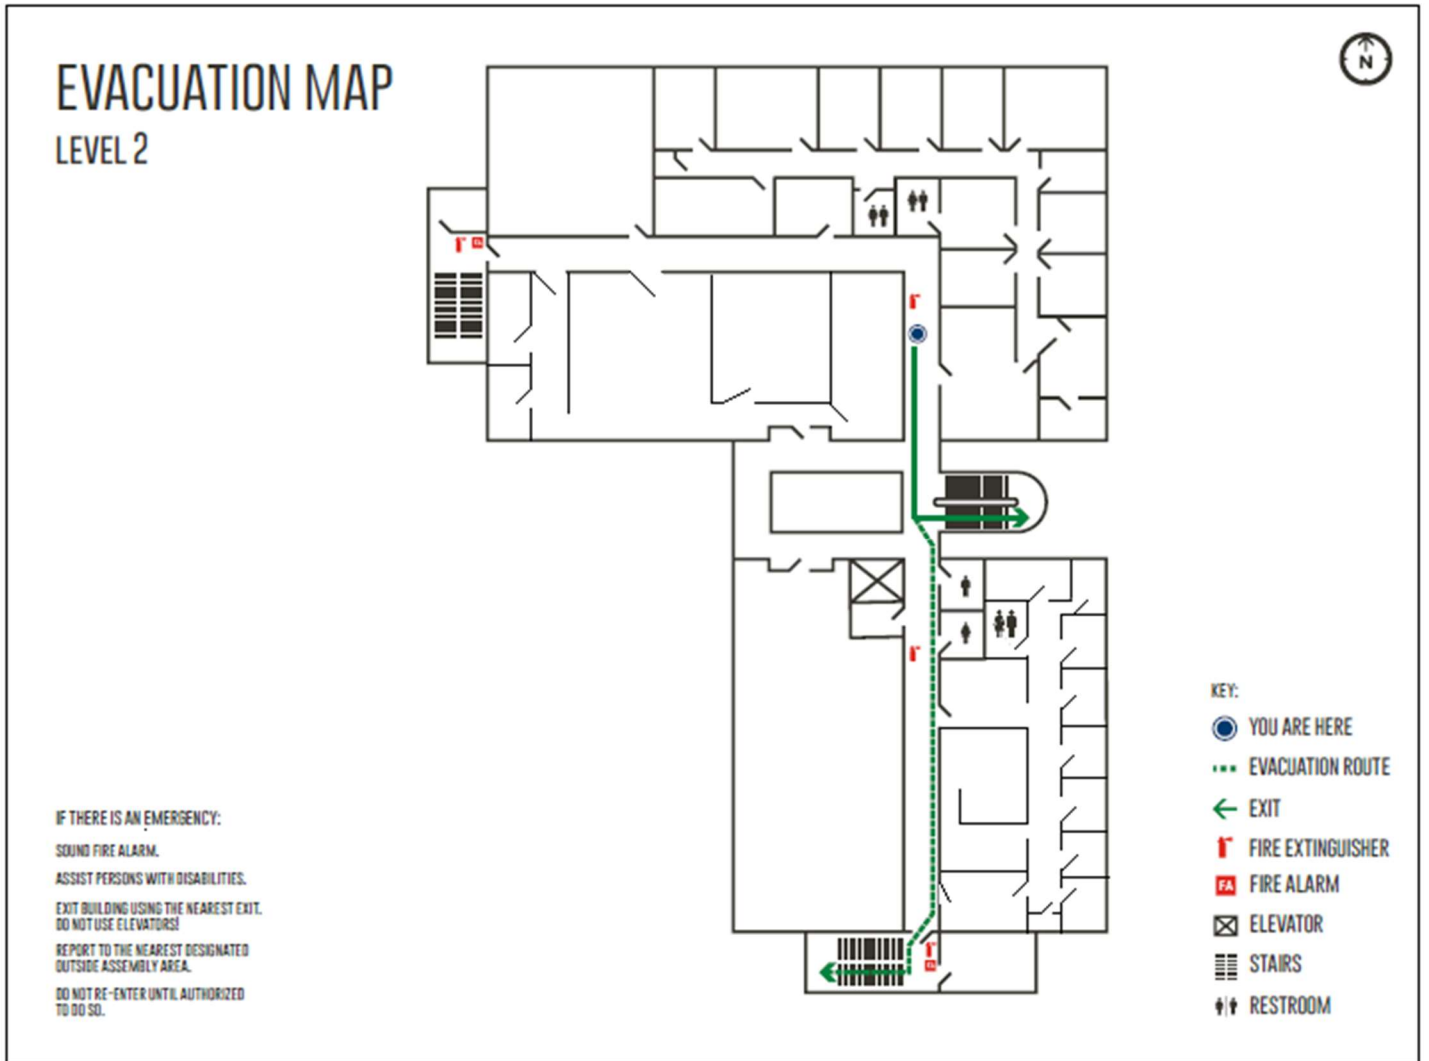 EVACUATION MAP
LEVEL 2
N
FA
FA
KEY:
YOU ARE HERE
EVACUATION ROUTE
EXIT
FIRE EXTINGUISHER
FA FIRE ALARM
ELEVATOR
STAIRS
RESTROOM
IF THERE IS AN EMERGENCY:
SOUND FIRE ALARM.
ASSIST PERSONS WITH DISABILITIES.
EXIT BUILDING USING THE NEAREST EXIT.
DO NOT USE ELEVATORS!
REPORT TO THE NEAREST DESIGNATED
OUTSIDE ASSEMBLY AREA.
DO NOT RE-ENTER UNTIL AUTHORIZED
TO DO SO.